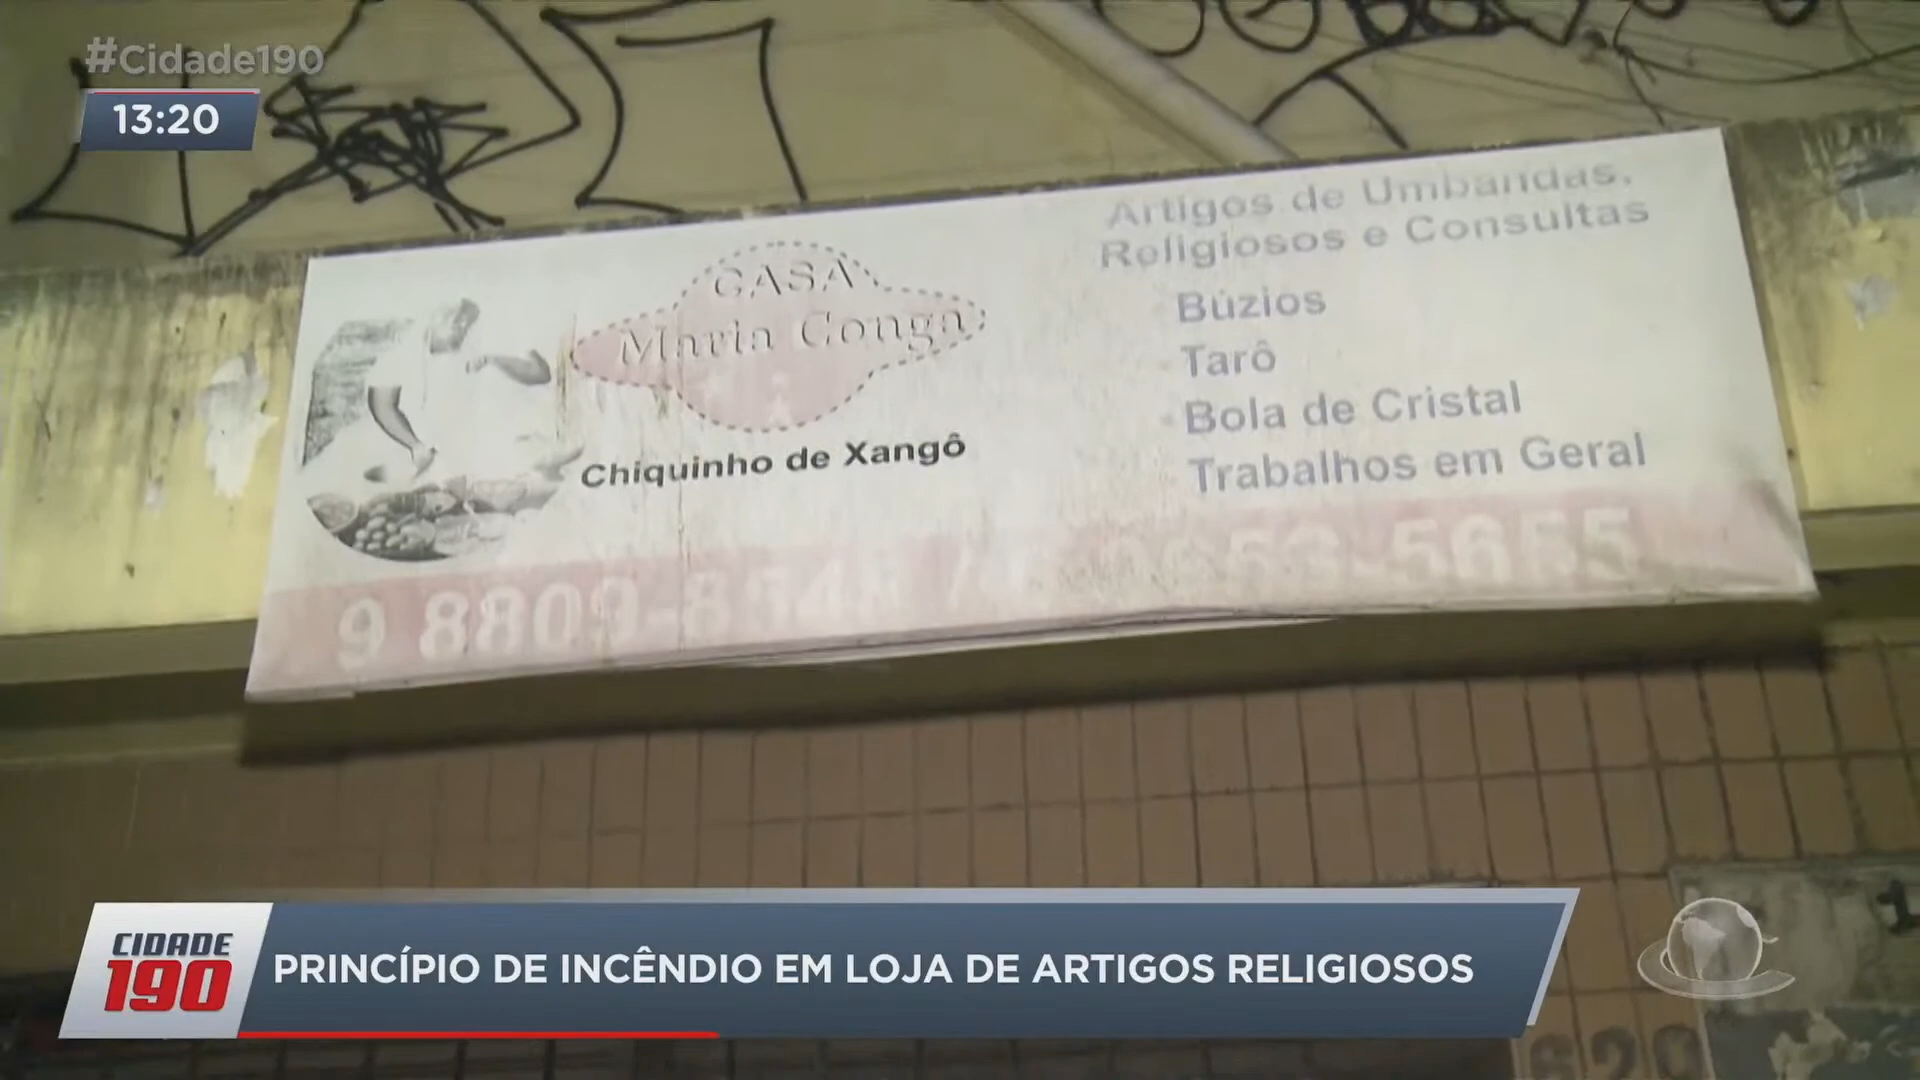 #Cidade190
13:20
CASA
Maria Conga
Chiquinho de Xangô
Artigos de Umbandas,
Religiosos e Consultas
Búzios
Tarô
Bola de Cristal
Trabalhos em Geral
CIDADE
190
PRINCÍPIO DE INCÊNDIO EM LOJA DE ARTIGOS RELIGIOSOS
629